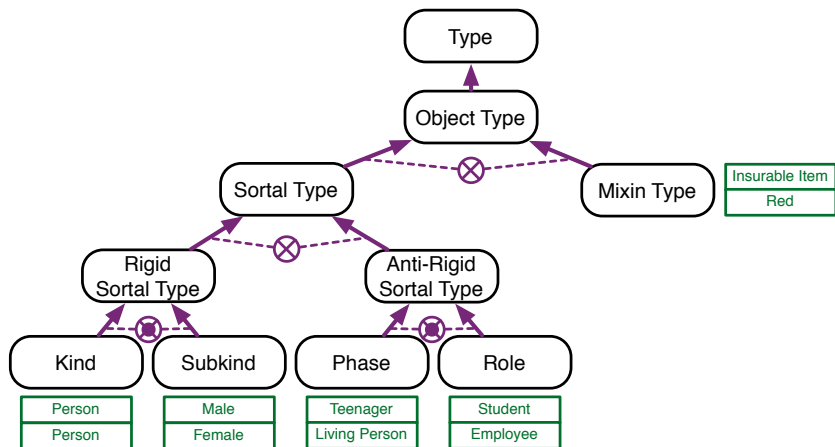 Type
Object Type
Sortal Type
Mixin Type
Insurable Item
Red
Rigid
Sortal Type
Anti-Rigid
Sortal Type
Kind
Subkind
Phase
Role
Person
Male
Teenager
Student
Person
Female
Living Person
Employee